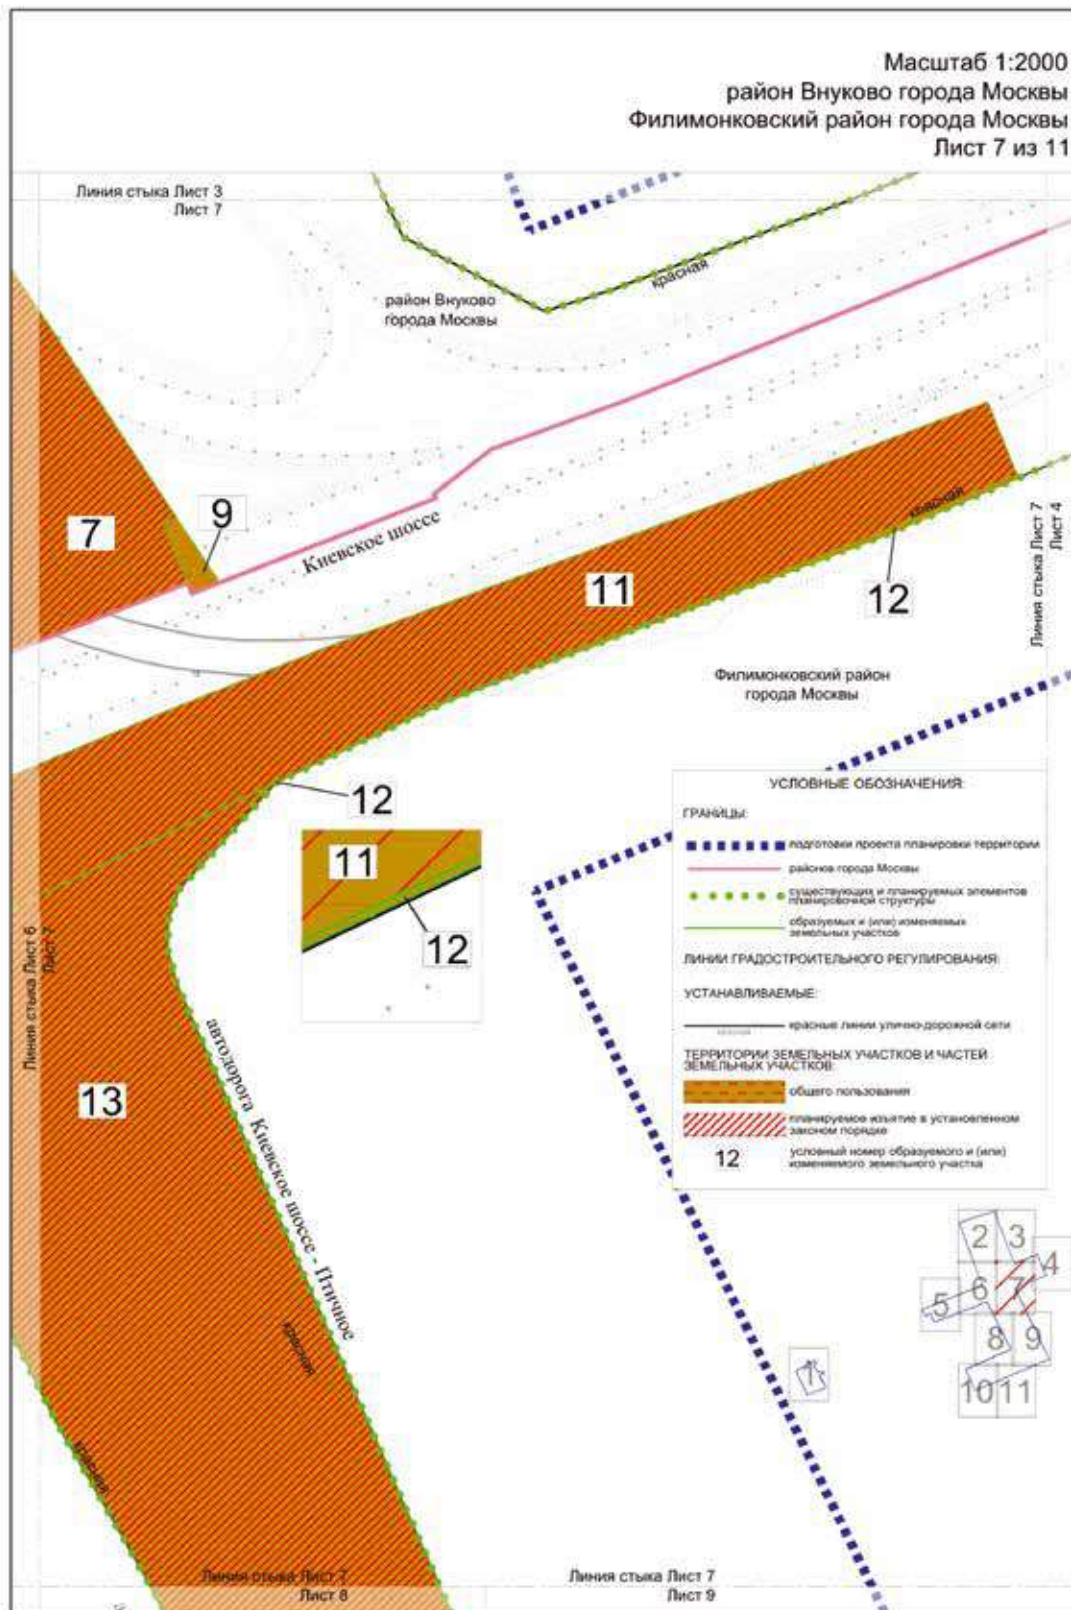 Масштаб 1:2000
район Внуково города Москвы
Филимонковский район города Москвы
Лист 7 из 11
Линия стыка Лист 3
Лист 7
район Внуково
города Москвы
красная
7
9
Киевское шоссе
11
красная
12
Линия стыка Лист 7
Лист 4
Филимонковский район
города Москвы
12
11
12
Линия стыка Лист 6
Лист 7
13
автодорога Киевское шоссе - Птичное
красная
красная
УСЛОВНЫЕ ОБОЗНАЧЕНИЯ:
ГРАНИЦЫ:
подготовки проекта планировки территории
районов города Москвы
существующих и планируемых элементов
планировочной структуры
образуемых и (или) изменяемых
земельных участков
ЛИНИИ ГРАДОСТРОИТЕЛЬНОГО РЕГУЛИРОВАНИЯ:
УСТАНАВЛИВАЕМЫЕ:
красные линии улично-дорожной сети
ТЕРРИТОРИИ ЗЕМЕЛЬНЫХ УЧАСТКОВ И ЧАСТЕЙ
ЗЕМЕЛЬНЫХ УЧАСТКОВ:
общего пользования
планируемое изъятие в установленном
законом порядке
12
условный номер образуемого и (или)
изменяемого земельного участка
2 3
4
5 6 7
8 9
10 11
1
Линия стыка Лист 7
Лист 8
Линия стыка Лист 7
Лист 9